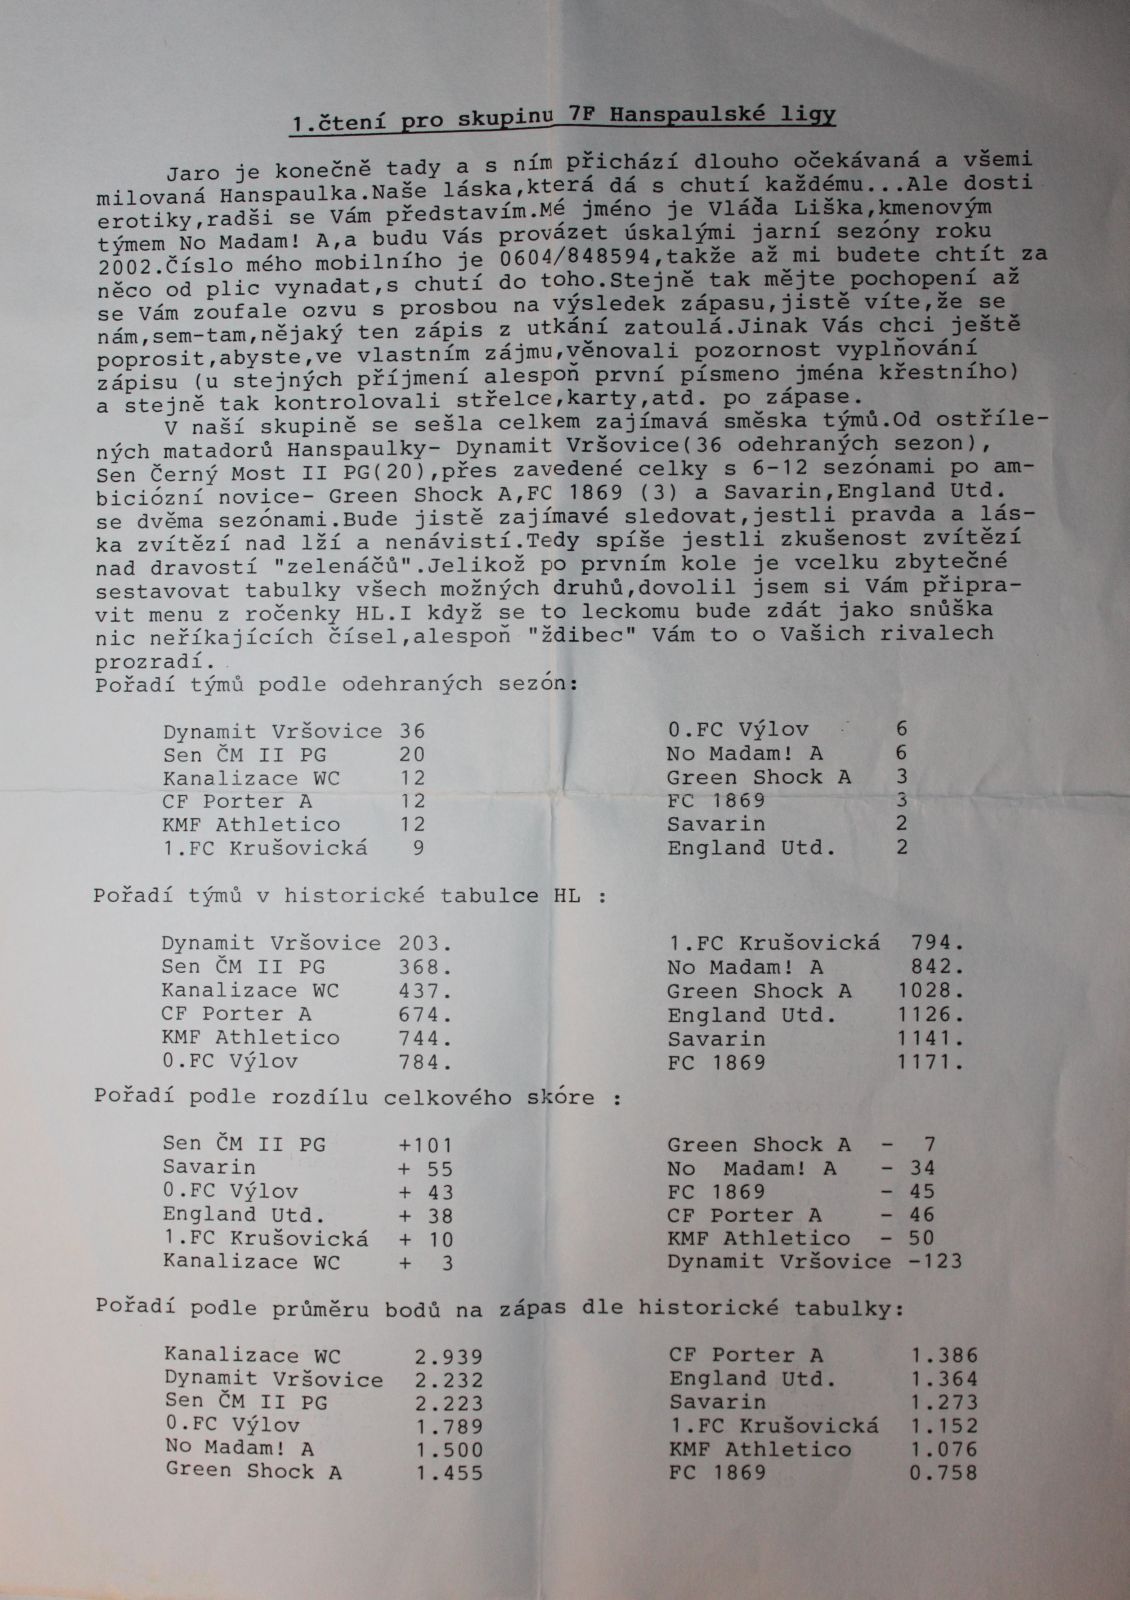 1.čtení pro skupinu 7F Hanspaulské ligy
Jaro je konečně tady a s ním přichází dlouho očekávaná a všemi
milovaná Hanspaulka.Naše láska,která dá s chutí každému...Ale dosti
erotiky,radši se Vám představím.Mé jméno je Vláďa Liška,kmenovým
týmem No Madam! A,a budu Vás provázet úskalými jarní sezóny roku
2002.Číslo mého mobilního je 0604/848594,takže až mi budete chtít za
něco od plic vynadat,s chutí do toho.Stejně tak mějte pochopení až
se Vám zoufale ozvu s prosbou na výsledek zápasu,jistě víte,že se
nám,sem-tam,nějaký ten zápis z utkání zatoulá.Jinak Vás chci ještě
poprosit,abyste,ve vlastním zájmu,věnovali pozornost vyplňování
zápisu (u stejných příjmení alespoň první písmeno jména křestního)
a stejně tak kontrolovali střelce,karty,atd. po zápase.
V naší skupině se sešla celkem zajímavá směska týmů.Od ostříle-
ných matadorů Hanspaulky- Dynamit Vršovice(36 odehraných sezon),
Sen Černý Most II PG(20),přes zavedené celky s 6-12 sezónami po am-
biciózní novice- Green Shock A,FC 1869 (3) a Savarin,England Utd.
se dvěma sezónami.Bude jistě zajímavé sledovat,jestli pravda a lás-
ka zvítězí nad lží a nenávistí.Tedy spíše jestli zkušenost zvítězí
nad dravostí "zelenáčů".Jelikož po prvním kole je vcelku zbytečné
sestavovat tabulky všech možných druhů,dovolil jsem si Vám připra-
vit menu z ročenky HL.I když se to leckomu bude zdát jako snůška
nic neříkajících čísel,alespoň "ždibec" Vám to o Vašich rivalech
prozradí.
Pořadí týmů podle odehraných sezón:
Dynamit Vršovice 36 0.FC Výlov 6
Sen ČM II PG 20 No Madam! A 6
Kanalizace WC 12 Green Shock A 3
CF Porter A 12 FC 1869 3
KMF Athletico 12 Savarin 2
1.FC Krušovická 9 England Utd. 2
Pořadí týmů v historické tabulce HL :
Dynamit Vršovice 203. 1.FC Krušovická 794.
Sen ČM II PG 368. No Madam! A 842.
Kanalizace WC 437. Green Shock A 1028.
CF Porter A 674. England Utd. 1126.
KMF Athletico 744. Savarin 1141.
0.FC Výlov 784. FC 1869 1171.
Pořadí podle rozdílu celkového skóre :
Sen ČM II PG +101 Green Shock A - 7
Savarin + 55 No Madam! A - 34
0.FC Výlov + 43 FC 1869 - 45
England Utd. + 38 CF Porter A - 46
1.FC Krušovická + 10 KMF Athletico - 50
Kanalizace WC + 3 Dynamit Vršovice -123
Pořadí podle průměru bodů na zápas dle historické tabulky:
Kanalizace WC 2.939 CF Porter A 1.386
Dynamit Vršovice 2.232 England Utd. 1.364
Sen ČM II PG 2.223 Savarin 1.273
0.FC Výlov 1.789 1.FC Krušovická 1.152
No Madam! A 1.500 KMF Athletico 1.076
Green Shock A 1.455 FC 1869 0.758